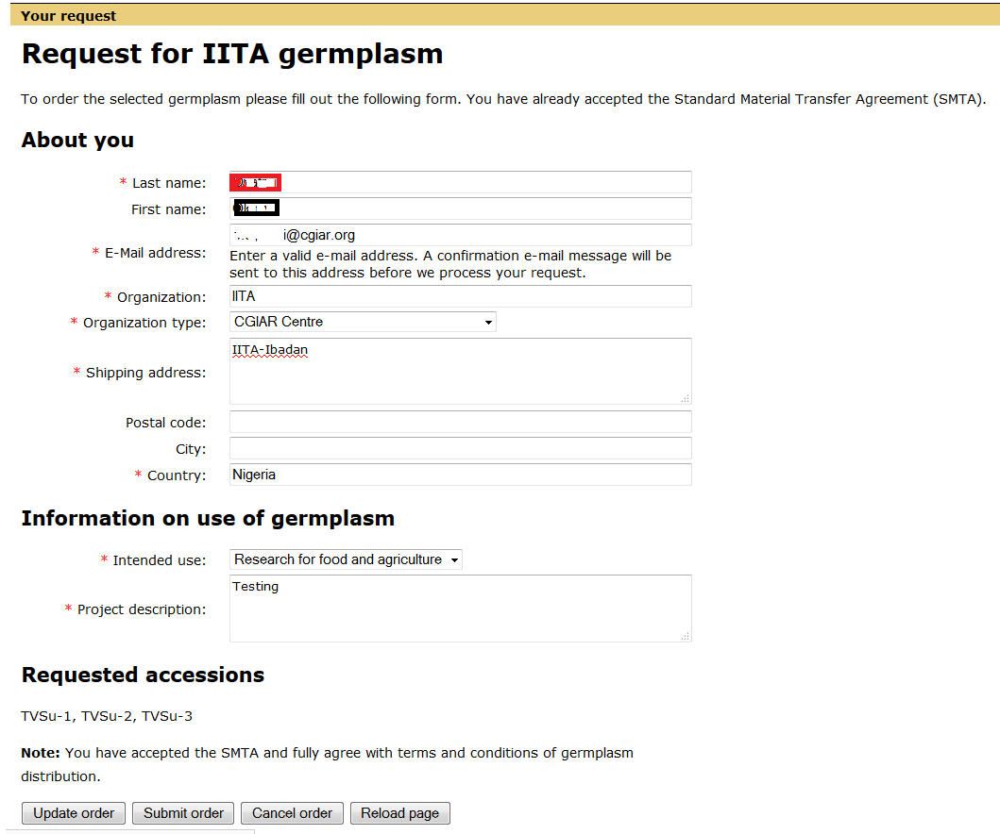 Your request
Request for IITA germplasm
To order the selected germplasm please fill out the following form. You have already accepted the Standard Material Transfer Agreement (SMTA).
About you
* Last name:
First name:
i@cgiar.org
* E-Mail address:
Enter a valid e-mail address. A confirmation e-mail message will be
sent to this address before we process your request.
* Organization: IITA
* Organization type: CGIAR Centre
* Shipping address: IITA-Ibadan
Postal code:
City:
* Country: Nigeria
Information on use of germplasm
* Intended use: Research for food and agriculture
* Project description: Testing
Requested accessions
TVSu-1, TVSu-2, TVSu-3
Note: You have accepted the SMTA and fully agree with terms and conditions of germplasm
distribution.
Update order Submit order Cancel order Reload page